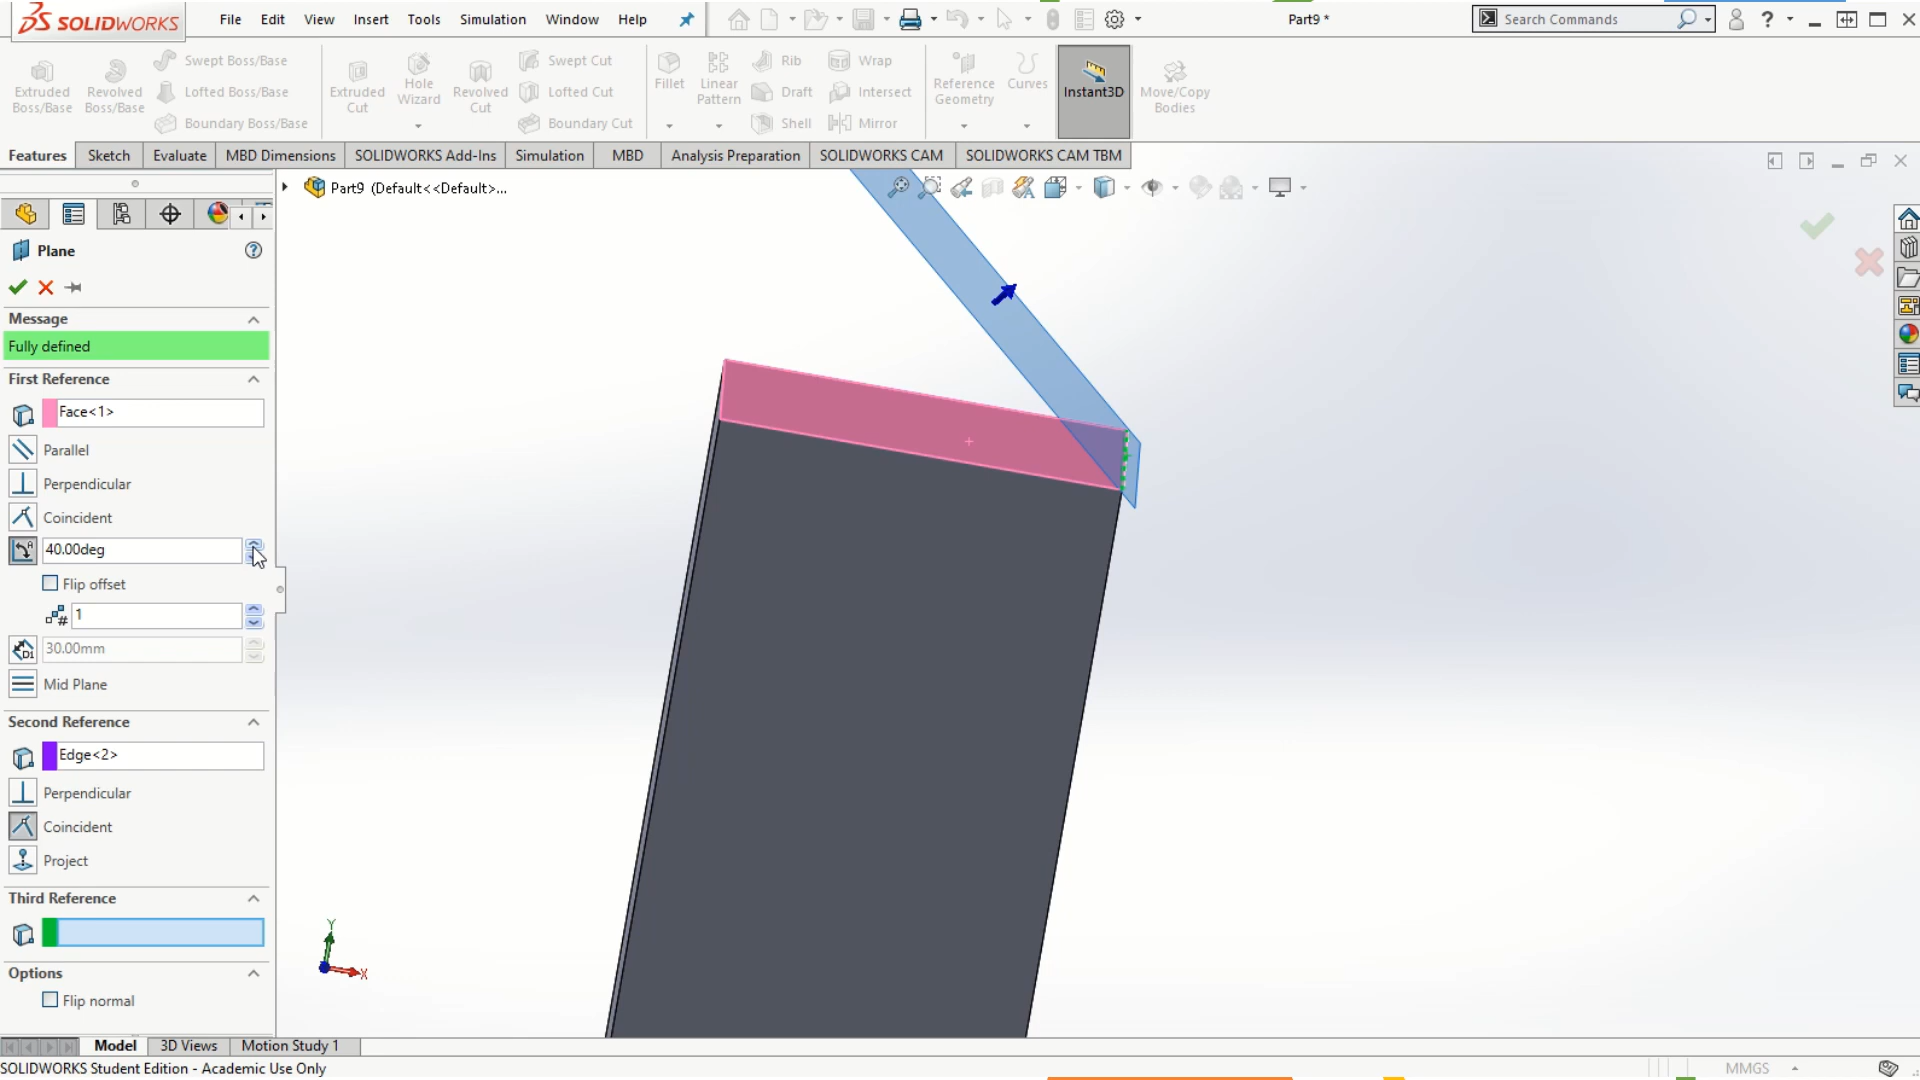 SOLIDWORKS
File Edit View Insert Tools Simulation Window Help
Part9 *
Search Commands
Extruded Boss/Base
Revolved Boss/Base
Swept Boss/Base
Lofted Boss/Base
Boundary Boss/Base
Extruded Cut
Hole Wizard
Revolved Cut
Swept Cut
Lofted Cut
Boundary Cut
Fillet
Linear Pattern
Rib
Draft
Shell
Wrap
Intersect
Mirror
Reference Geometry
Curves
Instant3D
Move/Copy Bodies
Features Sketch Evaluate MBD Dimensions SOLIDWORKS Add-Ins Simulation MBD Analysis Preparation SOLIDWORKS CAM SOLIDWORKS CAM TBM
Part9 (Default<<Default>...
Plane
Message
Fully defined
First Reference
Face<1>
Parallel
Perpendicular
Coincident
40.00deg
Flip offset
1
30.00mm
Mid Plane
Second Reference
Edge<2>
Perpendicular
Coincident
Project
Third Reference
Options
Flip normal
Y
X
Model 3D Views Motion Study 1
SOLIDWORKS Student Edition - Academic Use Only
MMGS